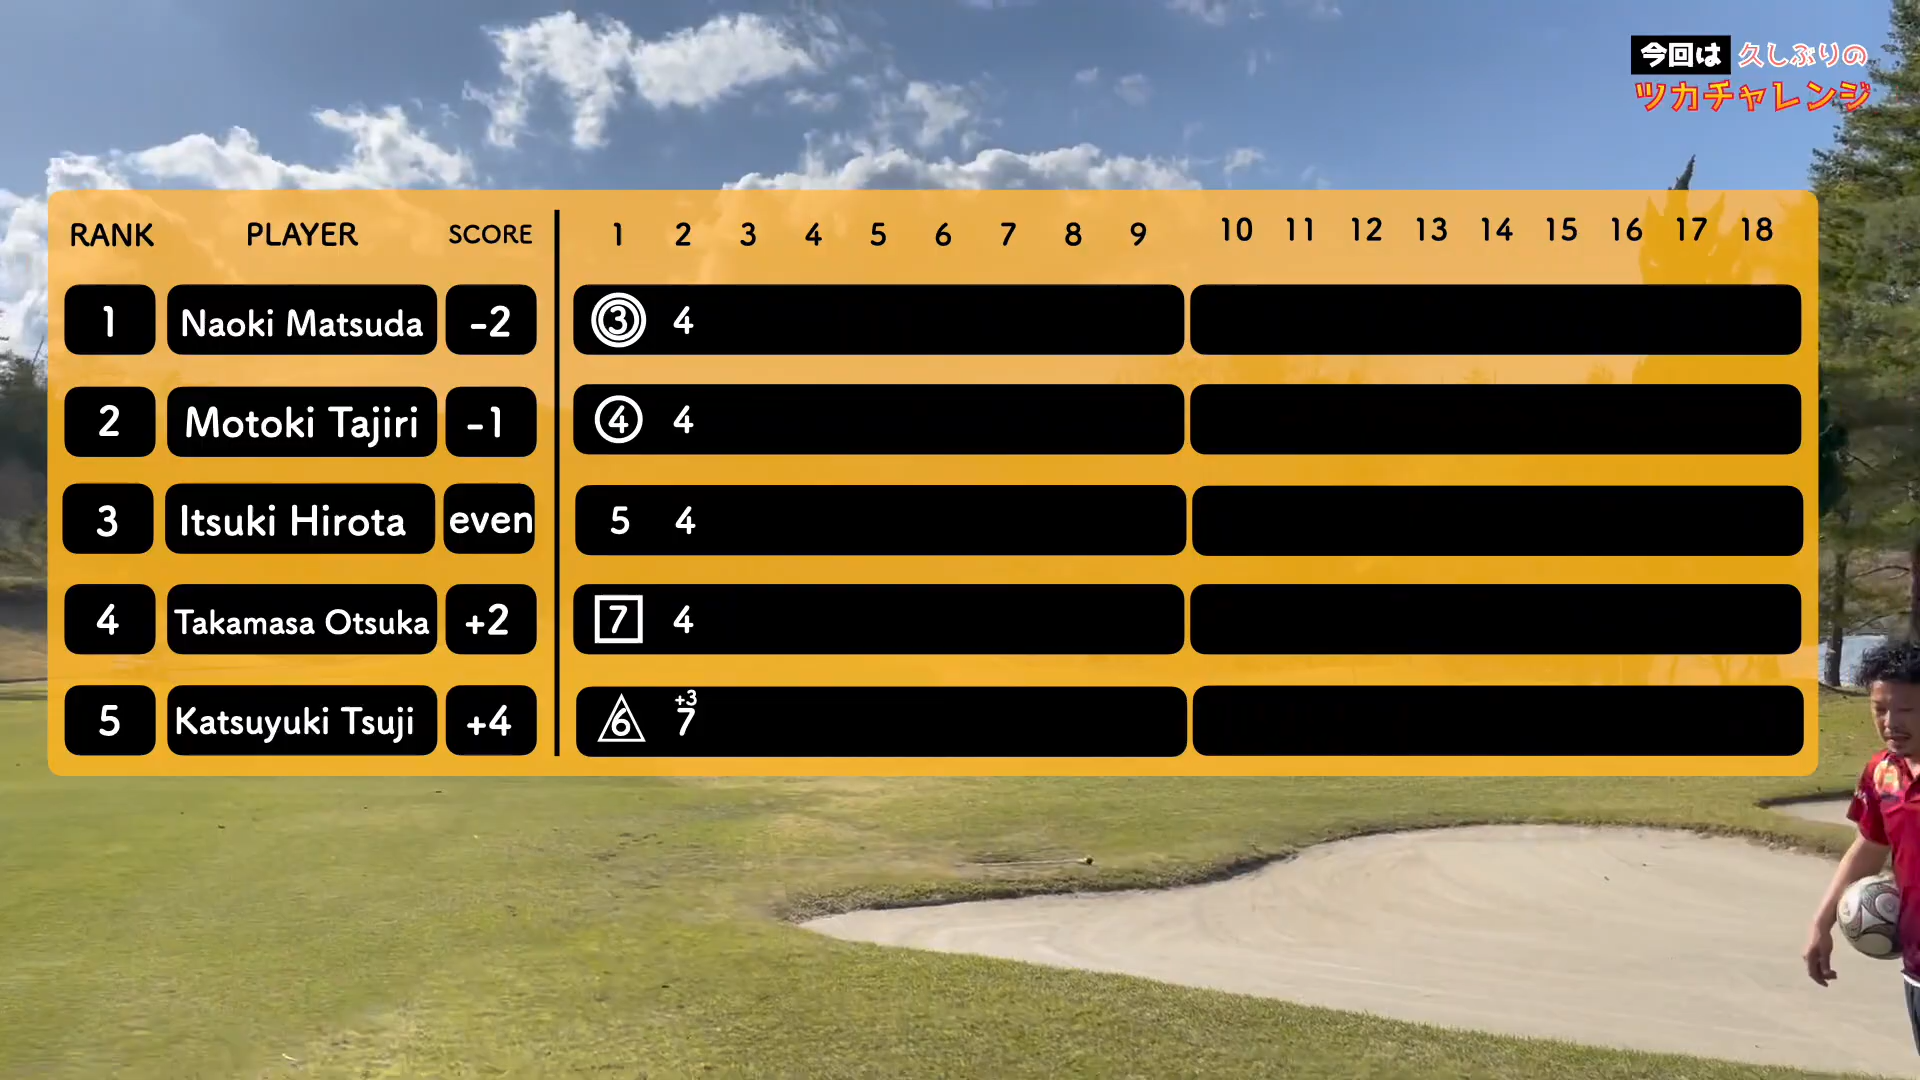 今回は 久しぶりの
ツカチャレンジ
RANK PLAYER SCORE 1 2 3 4 5 6 7 8 9 10 11 12 13 14 15 16 17 18
1 Naoki Matsuda -2 3 4
2 Motoki Tajiri -1 4 4
3 Itsuki Hirota even 5 4
4 Takamasa Otsuka +2 7 4
5 Katsuyuki Tsuji +4 6 +3 7